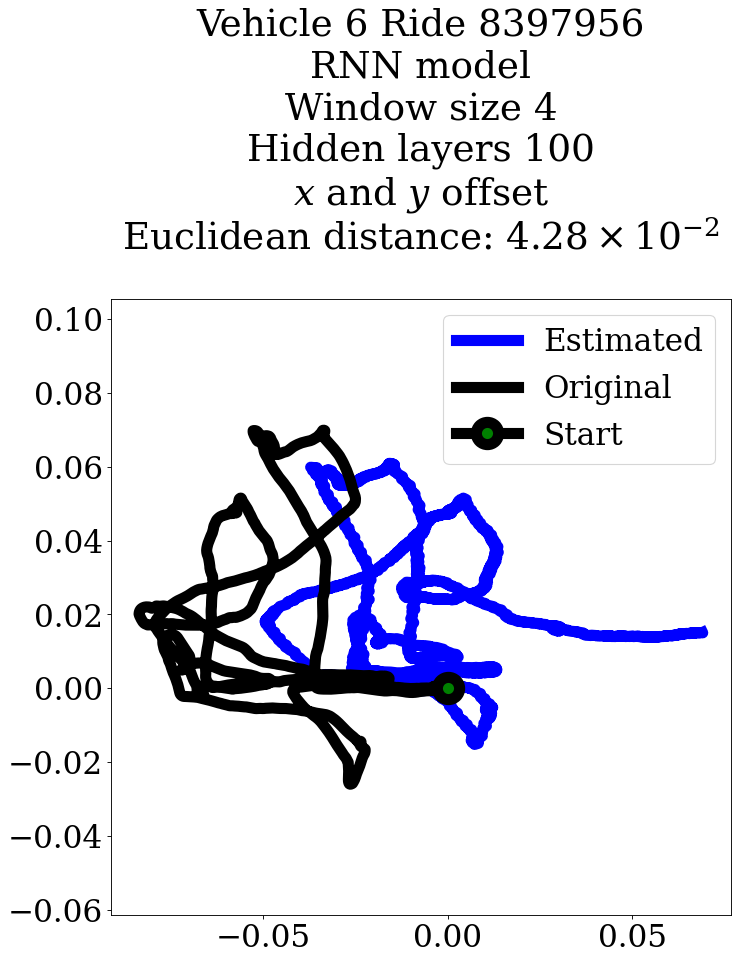 Vehicle 6 Ride 8397956
RNN model
Window size 4
Hidden layers 100
x and y offset
Euclidean distance: 4.28 × 10⁻²
Estimated
Original
Start
0.10
0.08
0.06
0.04
0.02
0.00
−0.02
−0.04
−0.06
−0.05
0.00
0.05